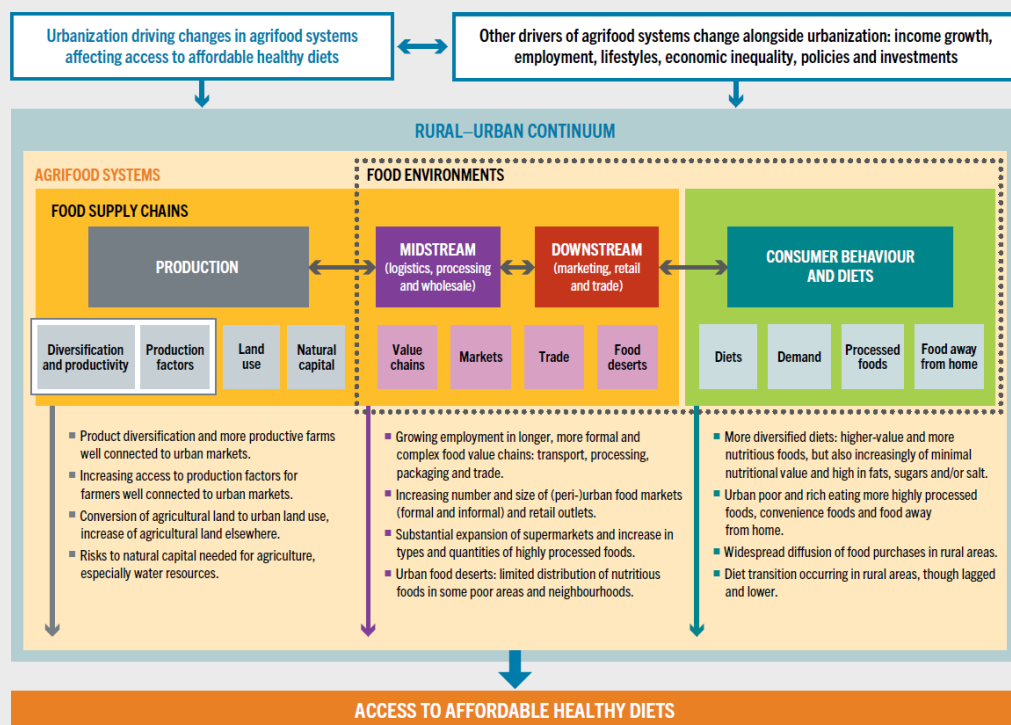 Urbanization driving changes in agrifood systems
affecting access to affordable healthy diets
Other drivers of agrifood systems change alongside urbanization: income growth,
employment, lifestyles, economic inequality, policies and investments
RURAL–URBAN CONTINUUM
AGRIFOOD SYSTEMS
FOOD ENVIRONMENTS
FOOD SUPPLY CHAINS
PRODUCTION
MIDSTREAM
(logistics, processing
and wholesale)
DOWNSTREAM
(marketing, retail
and trade)
CONSUMER BEHAVIOUR
AND DIETS
Diversification
and productivity
Production
factors
Land
use
Natural
capital
Value
chains
Markets
Trade
Food
deserts
Diets
Demand
Processed
foods
Food away
from home
■ Product diversification and more productive farms
well connected to urban markets.
■ Increasing access to production factors for
farmers well connected to urban markets.
■ Conversion of agricultural land to urban land use,
increase of agricultural land elsewhere.
■ Risks to natural capital needed for agriculture,
especially water resources.
■ Growing employment in longer, more formal and
complex food value chains: transport, processing,
packaging and trade.
■ Increasing number and size of (peri-)urban food markets
(formal and informal) and retail outlets.
■ Substantial expansion of supermarkets and increase in
types and quantities of highly processed foods.
■ Urban food deserts: limited distribution of nutritious
foods in some poor areas and neighbourhoods.
■ More diversified diets: higher-value and more
nutritious foods, but also increasingly of minimal
nutritional value and high in fats, sugars and/or salt.
■ Urban poor and rich eating more highly processed
foods, convenience foods and food away
from home.
■ Widespread diffusion of food purchases in rural areas.
■ Diet transition occurring in rural areas, though lagged
and lower.
ACCESS TO AFFORDABLE HEALTHY DIETS